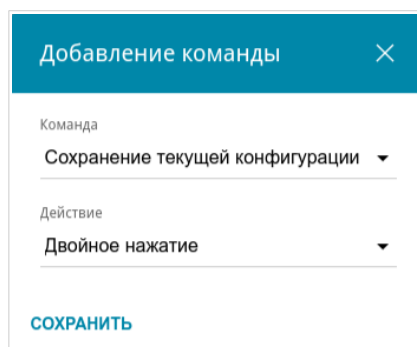 Добавление команды
Команда
Сохранение текущей конфигурации
Действие
Двойное нажатие
СОХРАНИТЬ